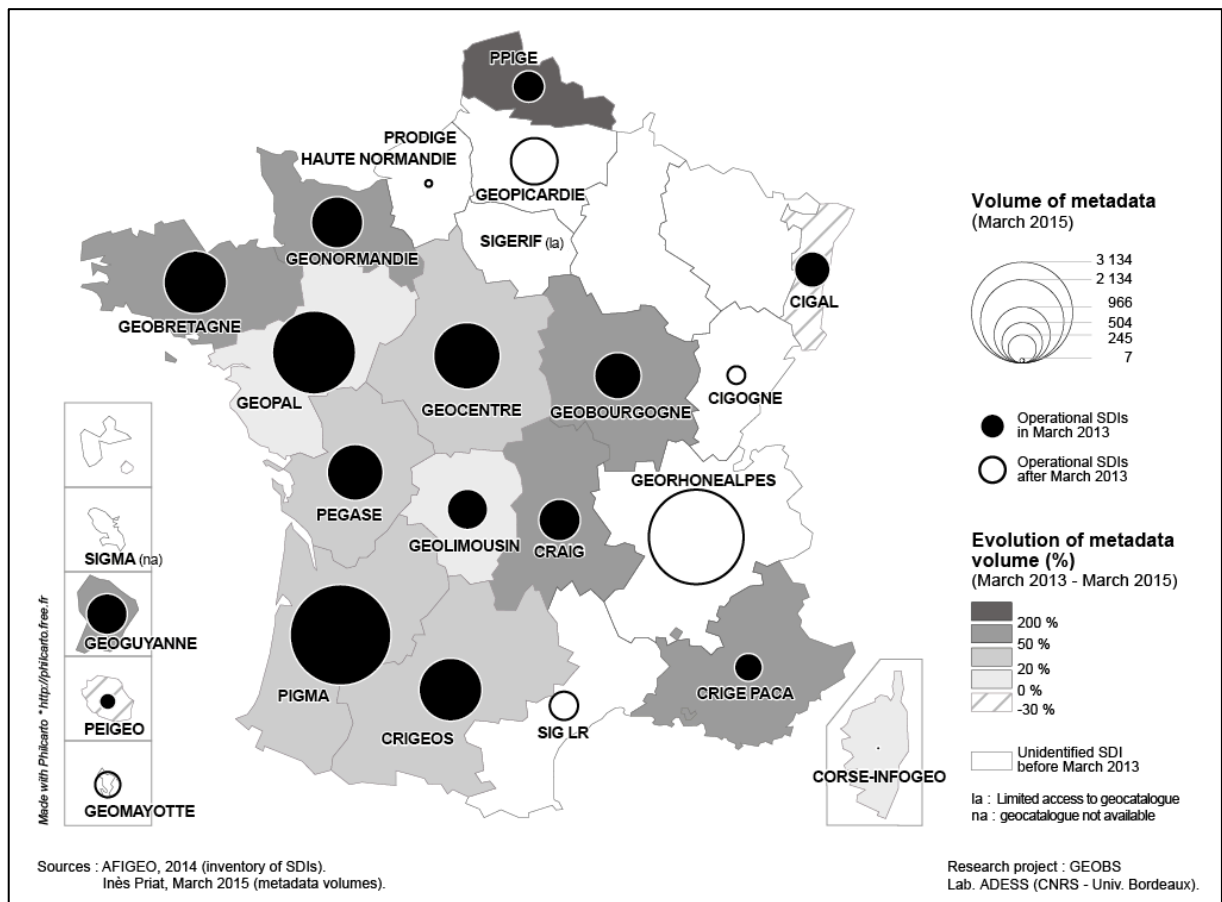 PPIGE
PRODIGE
HAUTE NORMANDIE
GEOPICARDIE
SIGERIF (la)
GEONORMANDIE
CIGAL
GEOBRETAGNE
GEOPAL
GEOCENTRE
GEOBOURGOGNE
CIGOGNE
PEGASE
GEOLIMOUSIN
CRAIG
GEORHONEALPES
SIGMA (na)
GEOGUYANNE
PIGMA
CRIGEOS
SIG LR
CRIGE PACA
PEIGEO
CORSE-INFOGEO
GEOMAYOTTE
Made with Philcarto * http://philcarto.free.fr
Volume of metadata
(March 2015)
3 134
2 134
966
504
245
7
Operational SDIs
in March 2013
Operational SDIs
after March 2013
Evolution of metadata
volume (%)
(March 2013 - March 2015)
200 %
50 %
20 %
0 %
-30 %
Unidentified SDI
before March 2013
la : Limited access to geocatalogue
na : geocatalogue not available
Sources : AFIGEO, 2014 (inventory of SDIs).
Inès Priat, March 2015 (metadata volumes).
Research project : GEOBS
Lab. ADESS (CNRS - Univ. Bordeaux).